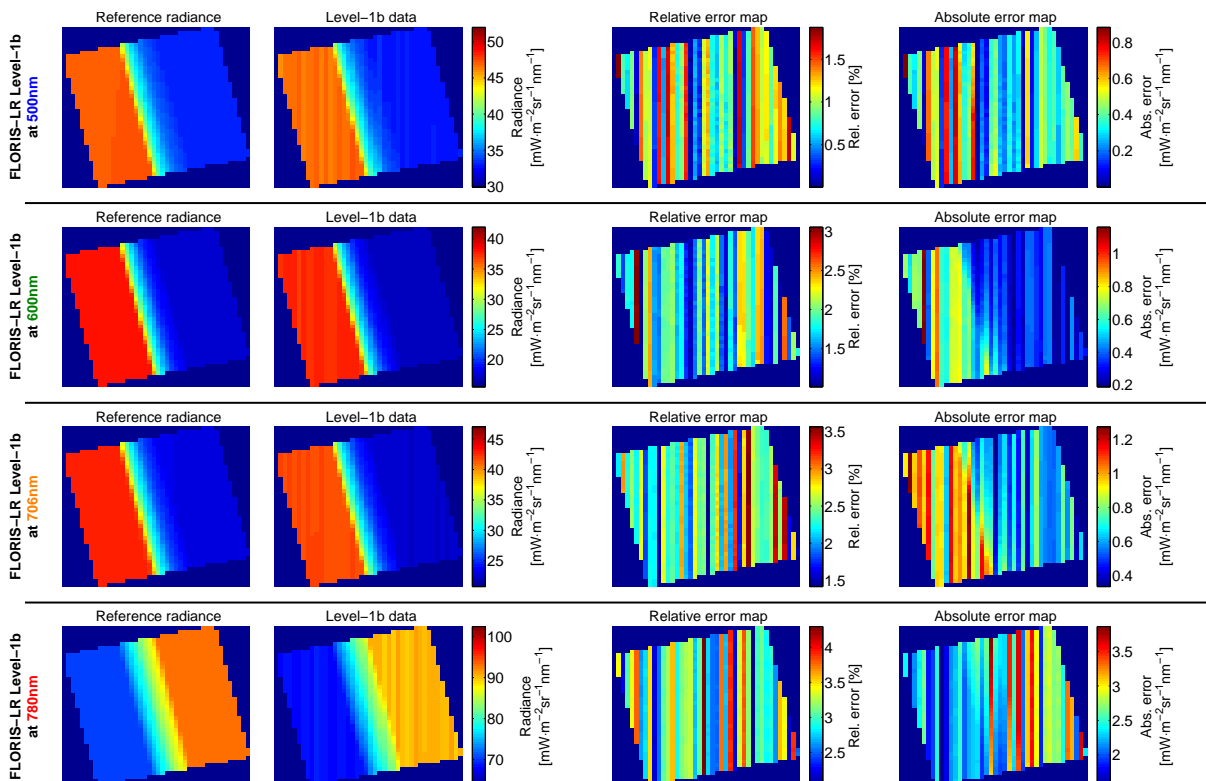 Reference radiance
Level−1b data
Relative error map
Absolute error map
FLORIS−LR Level−1b
at 500nm
50
45
40
35
30
Radiance
[mW·m−2sr−1nm−1]
1.5
1
0.5
Rel. error [%]
0.8
0.6
0.4
0.2
Abs. error
[mW·m−2sr−1nm−1]
Reference radiance
Level−1b data
Relative error map
Absolute error map
FLORIS−LR Level−1b
at 600nm
40
35
30
25
20
Radiance
[mW·m−2sr−1nm−1]
3
2.5
2
1.5
Rel. error [%]
1
0.8
0.6
0.4
0.2
Abs. error
[mW·m−2sr−1nm−1]
Reference radiance
Level−1b data
Relative error map
Absolute error map
FLORIS−LR Level−1b
at 706nm
45
40
35
30
25
Radiance
[mW·m−2sr−1nm−1]
3.5
3
2.5
2
1.5
Rel. error [%]
1.2
1
0.8
0.6
0.4
Abs. error
[mW·m−2sr−1nm−1]
Reference radiance
Level−1b data
Relative error map
Absolute error map
FLORIS−LR Level−1b
at 780nm
100
90
80
70
Radiance
[mW·m−2sr−1nm−1]
4
3.5
3
2.5
Rel. error [%]
3.5
3
2.5
2
Abs. error
[mW·m−2sr−1nm−1]